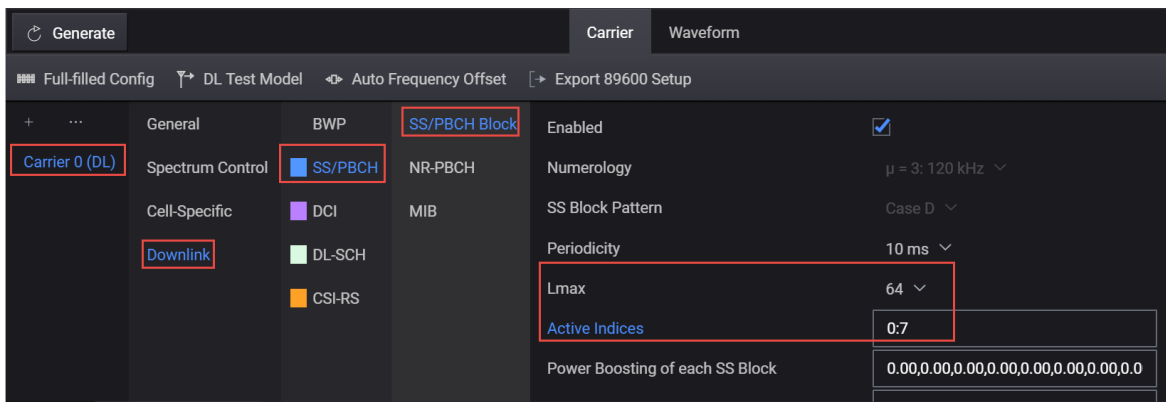 Generate
Carrier Waveform
Full-filled Config DL Test Model Auto Frequency Offset Export 89600 Setup
+ ... General BWP SS/PBCH Block Enabled
Carrier 0 (DL) Spectrum Control SS/PBCH NR-PBCH Numerology μ = 3: 120 kHz
Cell-Specific DCI MIB SS Block Pattern Case D
Downlink DL-SCH Periodicity 10 ms
CSI-RS Lmax 64
Active Indices 0:7
Power Boosting of each SS Block 0.00,0.00,0.00,0.00,0.00,0.00,0.00,0.0